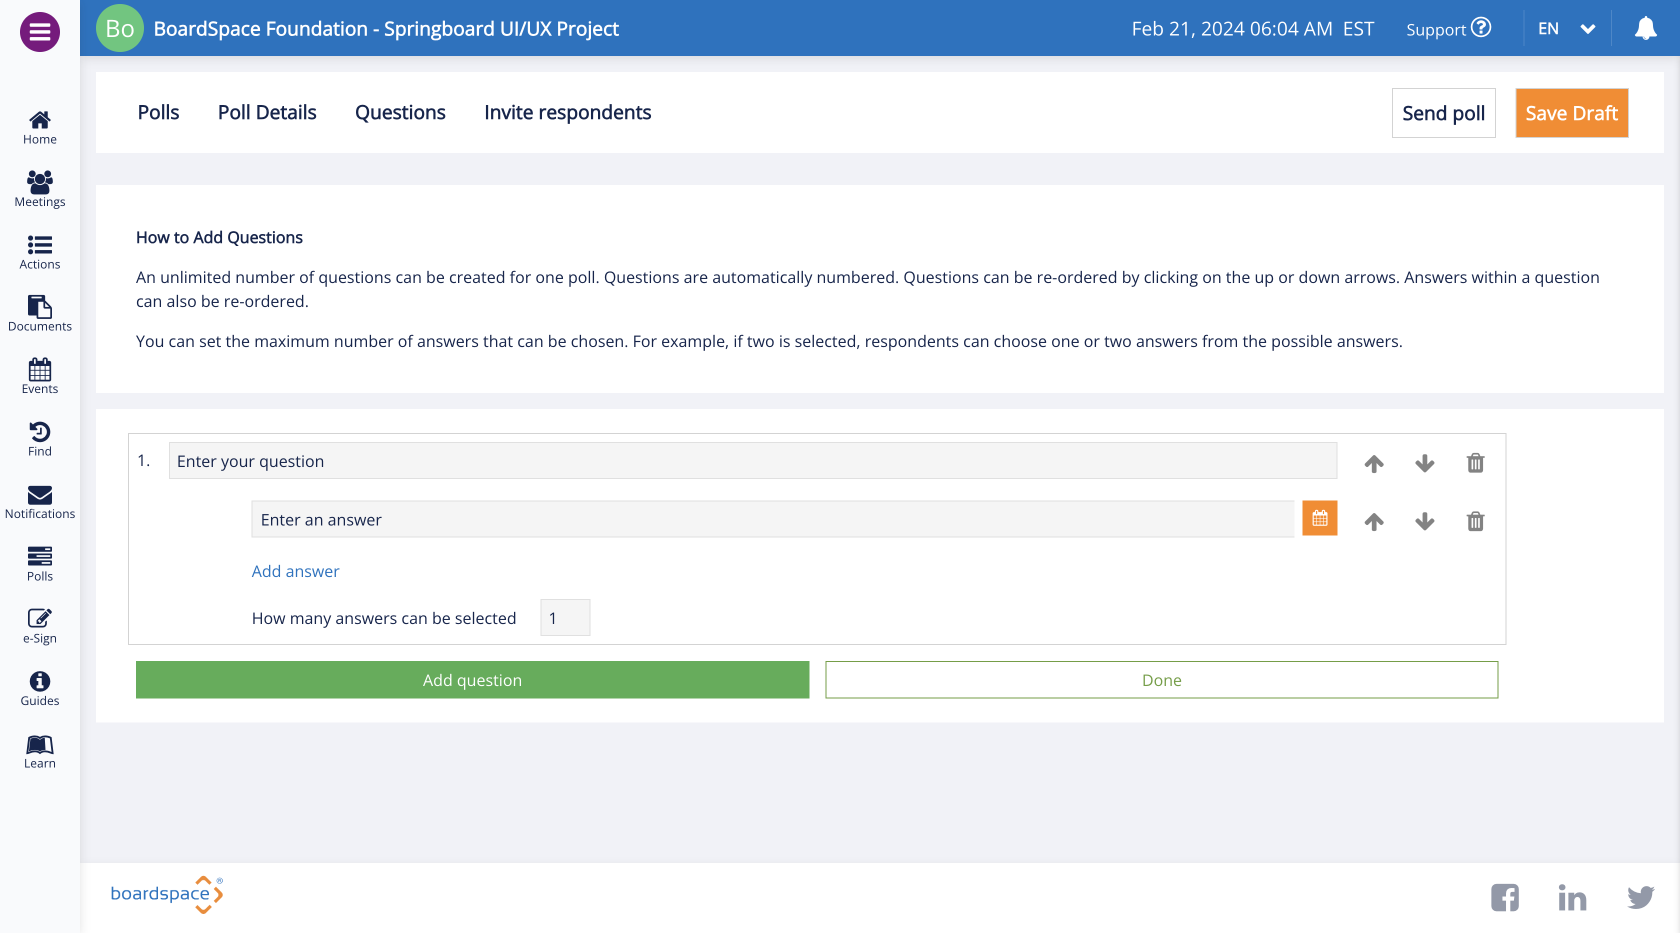 Bo BoardSpace Foundation - Springboard UI/UX Project
Feb 21, 2024 06:04 AM EST
Support ?
EN
Polls
Poll Details
Questions
Invite respondents
Send poll
Save Draft
Home
Meetings
Actions
Documents
Events
Find
Notifications
Polls
e-Sign
Guides
Learn
How to Add Questions
An unlimited number of questions can be created for one poll. Questions are automatically numbered. Questions can be re-ordered by clicking on the up or down arrows. Answers within a question
can also be re-ordered.
You can set the maximum number of answers that can be chosen. For example, if two is selected, respondents can choose one or two answers from the possible answers.
1. Enter your question
Enter an answer
Add answer
How many answers can be selected 1
Add question
Done
boardspace®